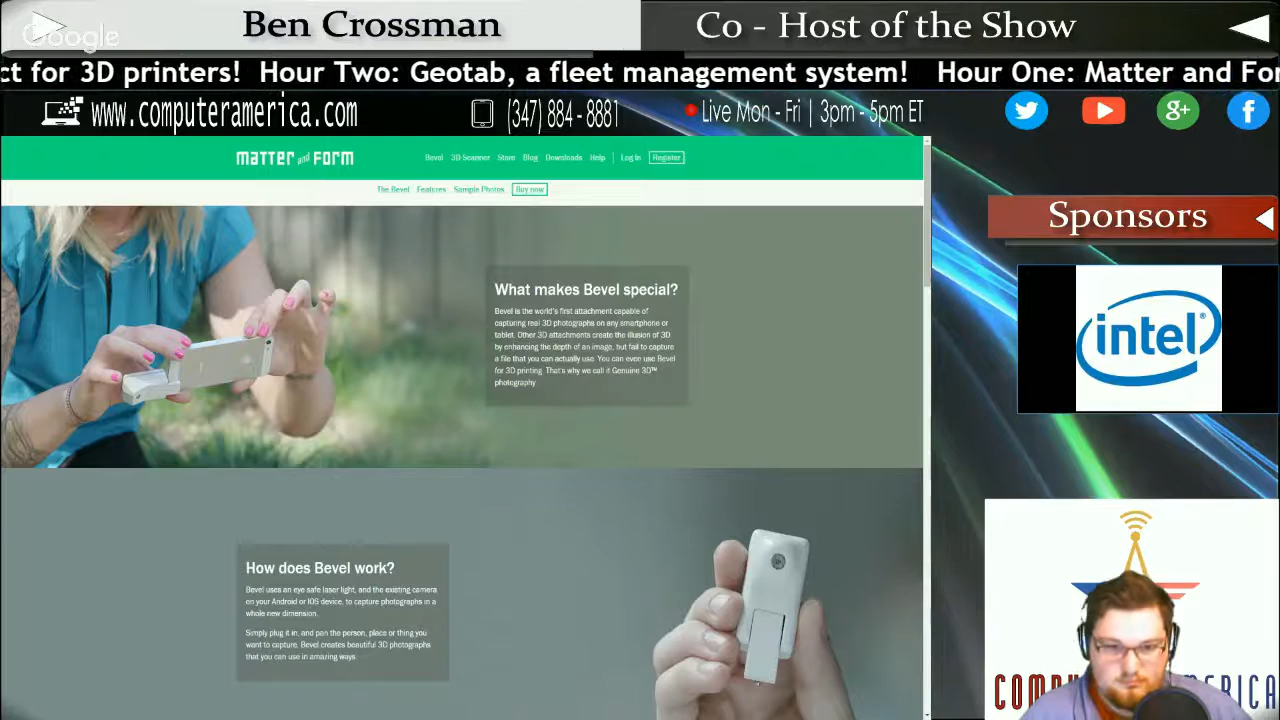 Google
Ben Crossman
Co - Host of the Show
ct for 3D printers! Hour Two: Geotab, a fleet management system! Hour One: Matter and For
www.computeramerica.com
(347) 884 - 8881
Live Mon - Fri | 3pm - 5pm ET
g+
matter and form
Bevel 3D Scanner Store Blog Downloads Help | Log In Register
The Bevel Features Sample Photos Buy now
Sponsors
intel®
What makes Bevel special?
Bevel is the world's first attachment capable of
capturing real 3D photographs on any smartphone or
tablet. Other 3D attachments create the illusion of 3D
by enhancing the depth of an image, but fail to capture
a file that you can actually use. You can even use Bevel
for 3D printing. That's why we call it Genuine 3D™
photography
How does Bevel work?
Bevel uses an eye safe laser light, and the existing camera
on your Android or IOS device, to capture photographs in a
whole new dimension.
Simply plug it in, and pan the person, place or thing you
want to capture. Bevel creates beautiful 3D photographs
that you can use in amazing ways.
COM ERICA